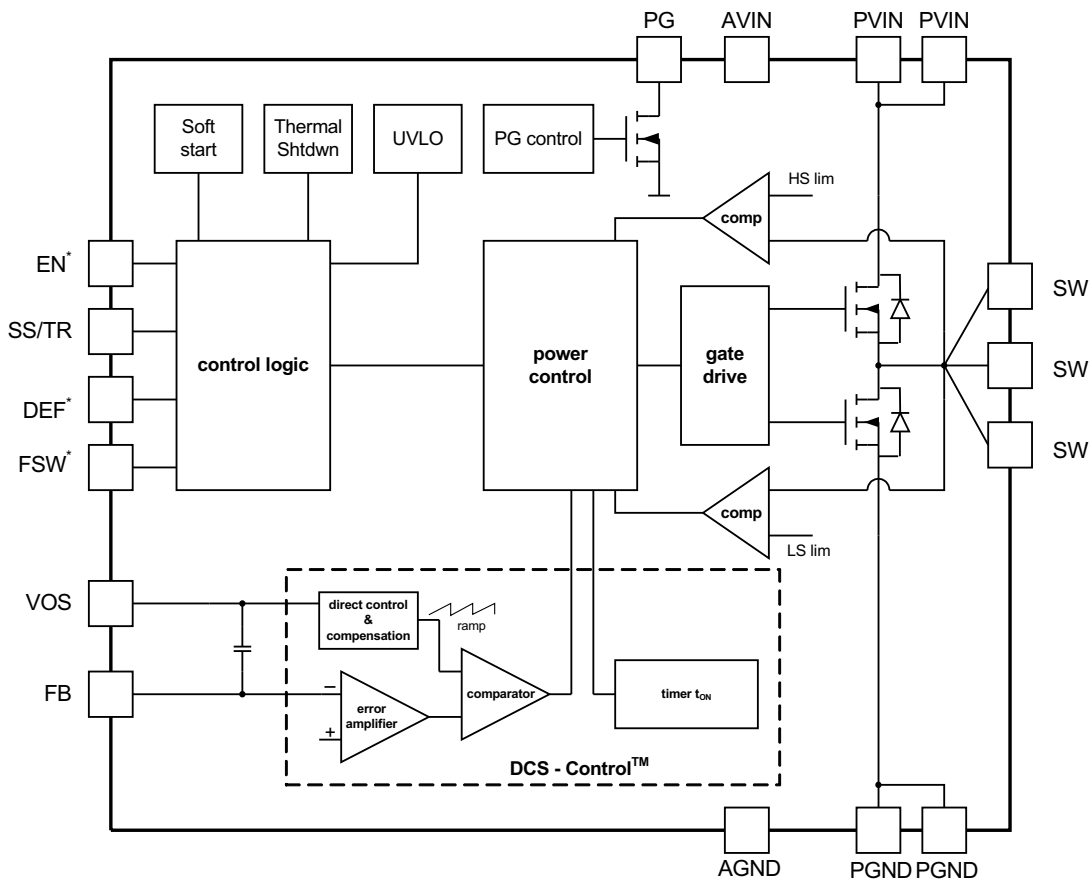 PG
AVIN
PVIN
PVIN
Soft
start
Thermal
Shtdwn
UVLO
PG control
HS lim
comp
EN*
SS/TR
DEF*
FSW*
control logic
power
control
gate
drive
SW
SW
SW
comp
LS lim
VOS
FB
direct control
&
compensation
ramp
error
amplifier
−
+
comparator
timer tON
DCS - Control™
AGND
PGND
PGND